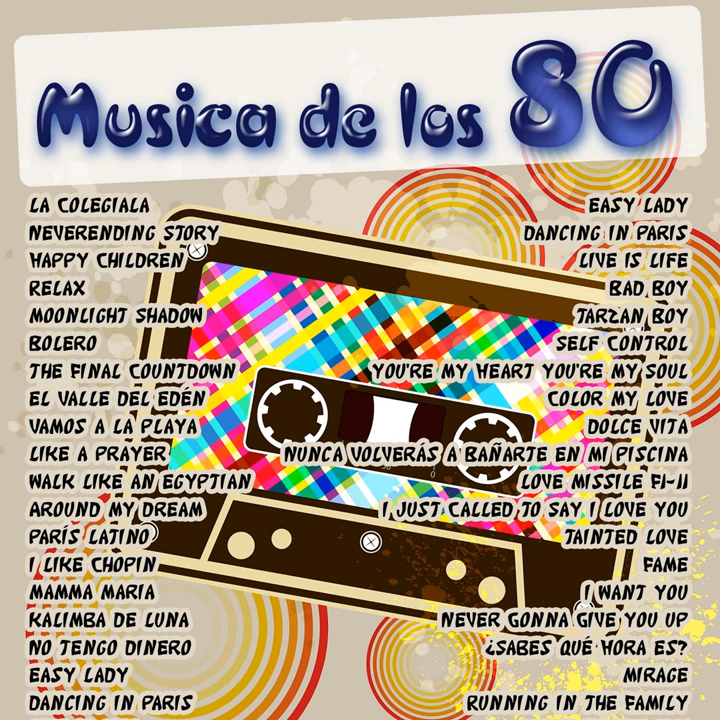 Musica de los 80
LA COLEGIALA
NEVERENDING STORY
HAPPY CHILDREN
RELAX
MOONLIGHT SHADOW
BOLERO
THE FINAL COUNTDOWN
EL VALLE DEL EDÉN
VAMOS A LA PLAYA
LIKE A PRAYER
WALK LIKE AN EGYPTIAN
AROUND MY DREAM
PARÍS LATINO
I LIKE CHOPIN
MAMMA MARIA
KALIMBA DE LUNA
NO TENGO DINERO
EASY LADY
DANCING IN PARIS
EASY LADY
DANCING IN PARIS
LIVE IS LIFE
BAD BOY
TARZAN BOY
SELF CONTROL
YOU'RE MY HEART YOU'RE MY SOUL
COLOR MY LOVE
DOLCE VITA
NUNCA VOLVERÁS A BAÑARTE EN MI PISCINA
LOVE MISSILE F1-11
I JUST CALLED TO SAY I LOVE YOU
TAINTED LOVE
FAME
I WANT YOU
NEVER GONNA GIVE YOU UP
¿SABES QUÉ HORA ES?
MIRAGE
RUNNING IN THE FAMILY